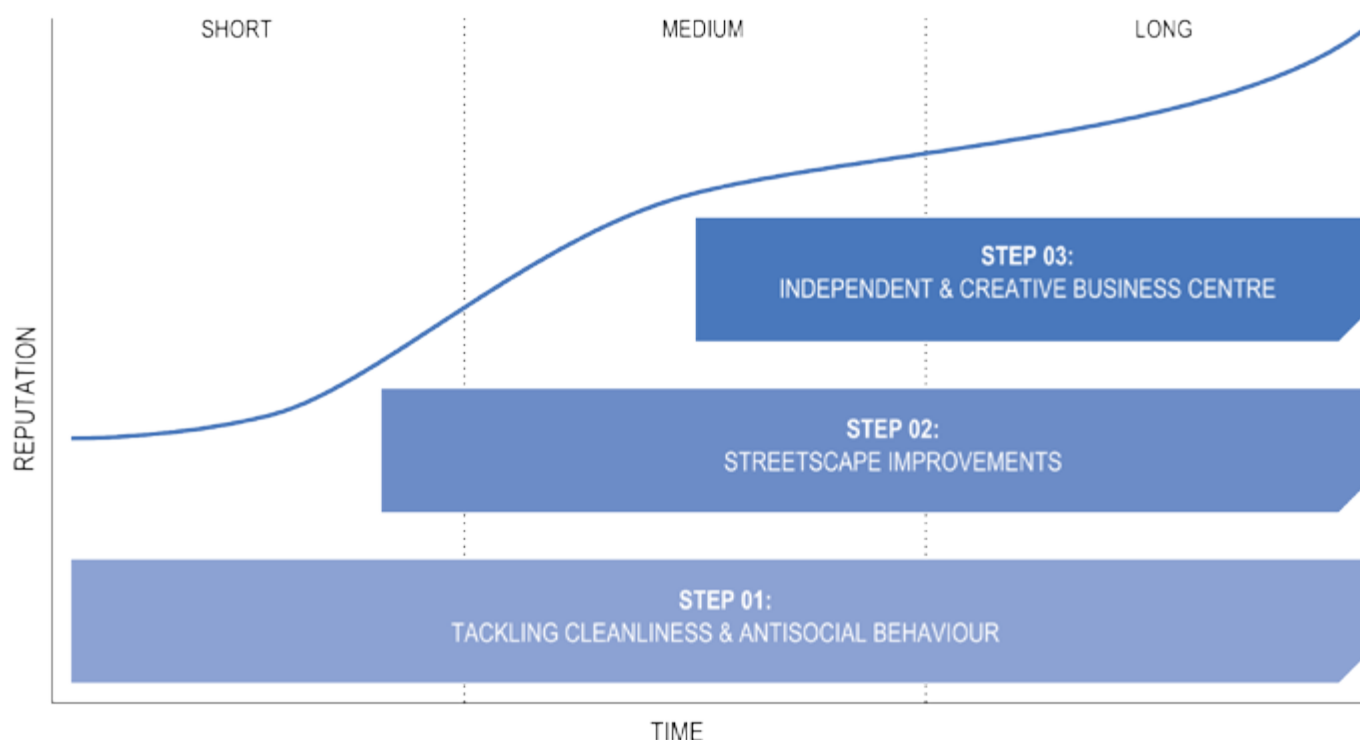 SHORT
MEDIUM
LONG
STEP 03:
INDEPENDENT & CREATIVE BUSINESS CENTRE
REPUTATION
STEP 02:
STREETSCAPE IMPROVEMENTS
STEP 01:
TACKLING CLEANLINESS & ANTISOCIAL BEHAVIOUR
TIME